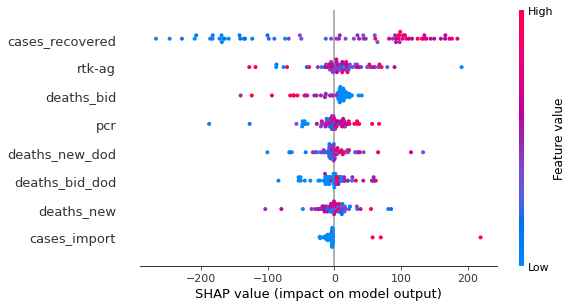 High
cases_recovered
rtk-ag
deaths_bid
pcr
deaths_new_dod
deaths_bid_dod
deaths_new
cases_import
Feature value
Low
−200 −100 0 100 200
SHAP value (impact on model output)